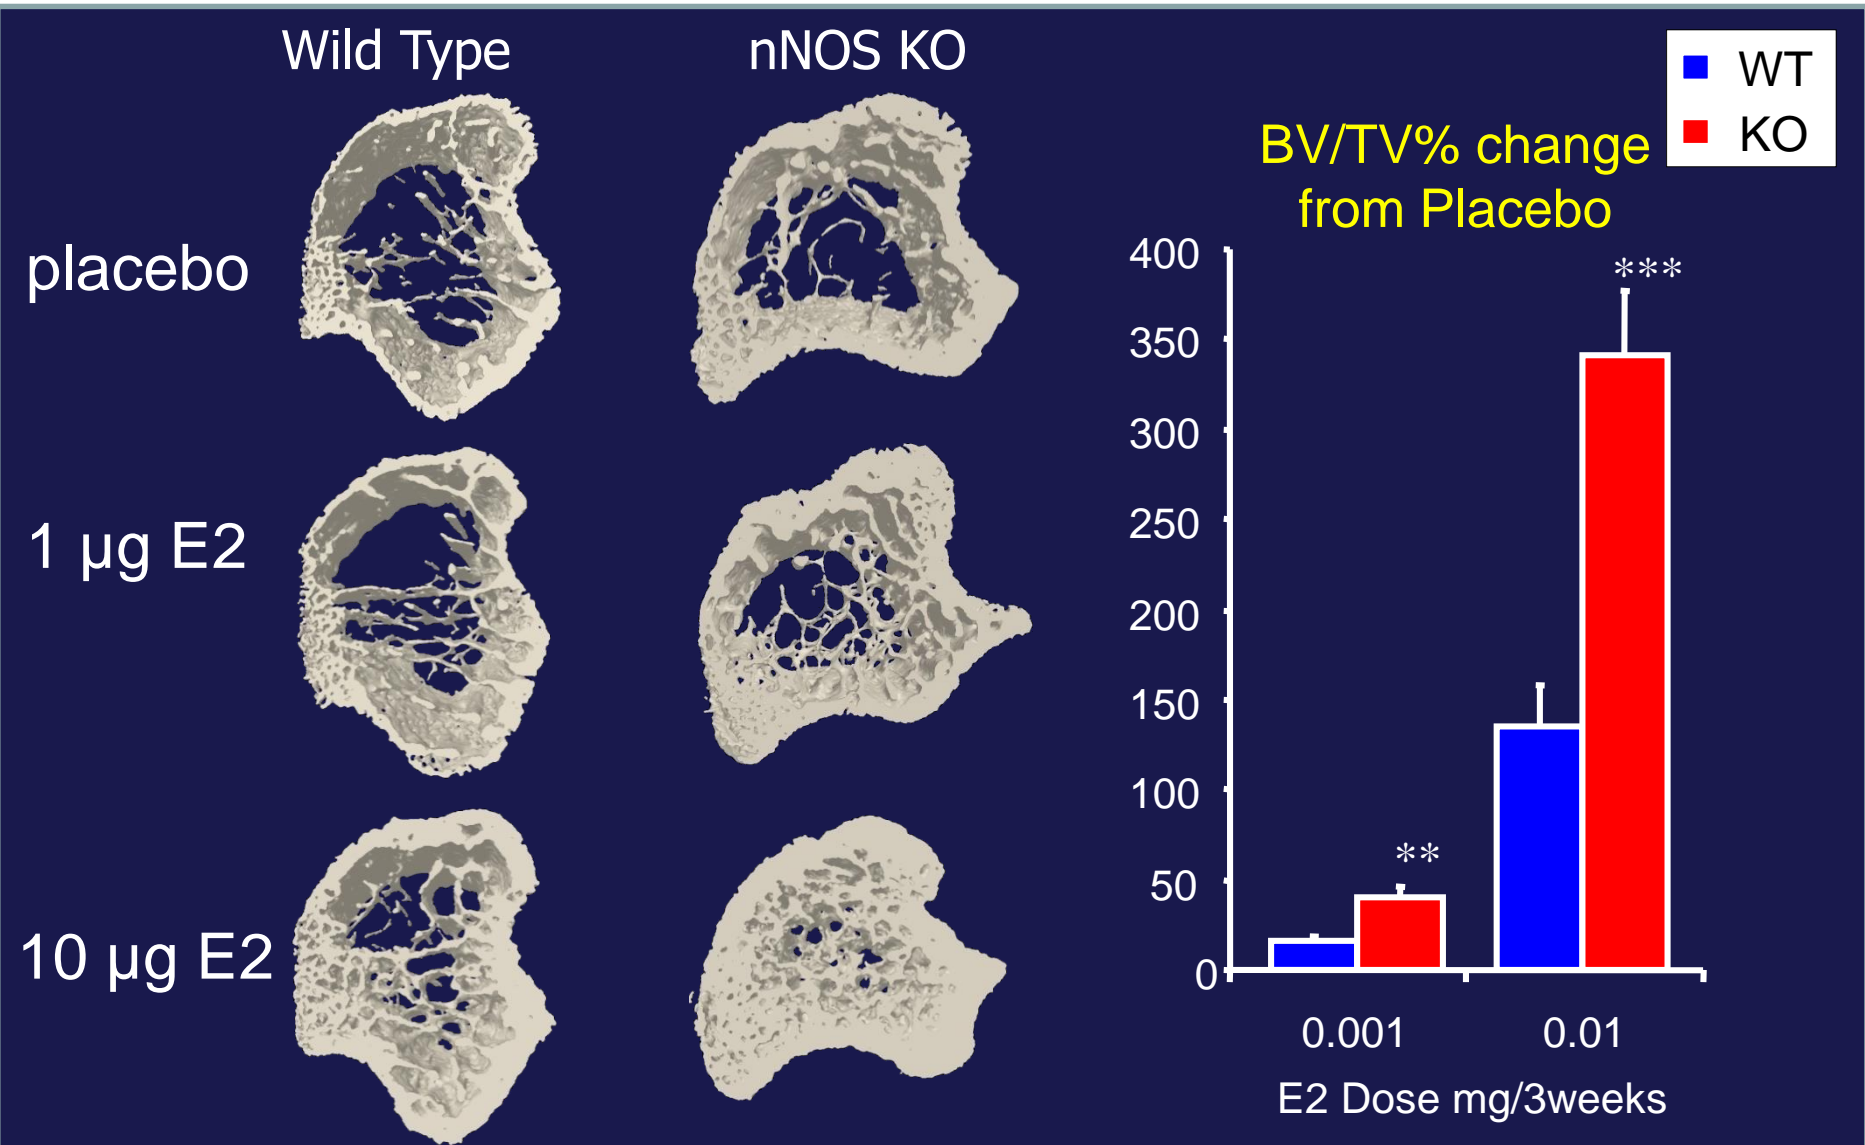 Wild Type
nNOS KO
placebo
1 µg E2
10 µg E2
WT
KO
BV/TV% change
from Placebo
400
350
300
250
200
150
100
50
0
***
**
0.001
0.01
E2 Dose mg/3weeks